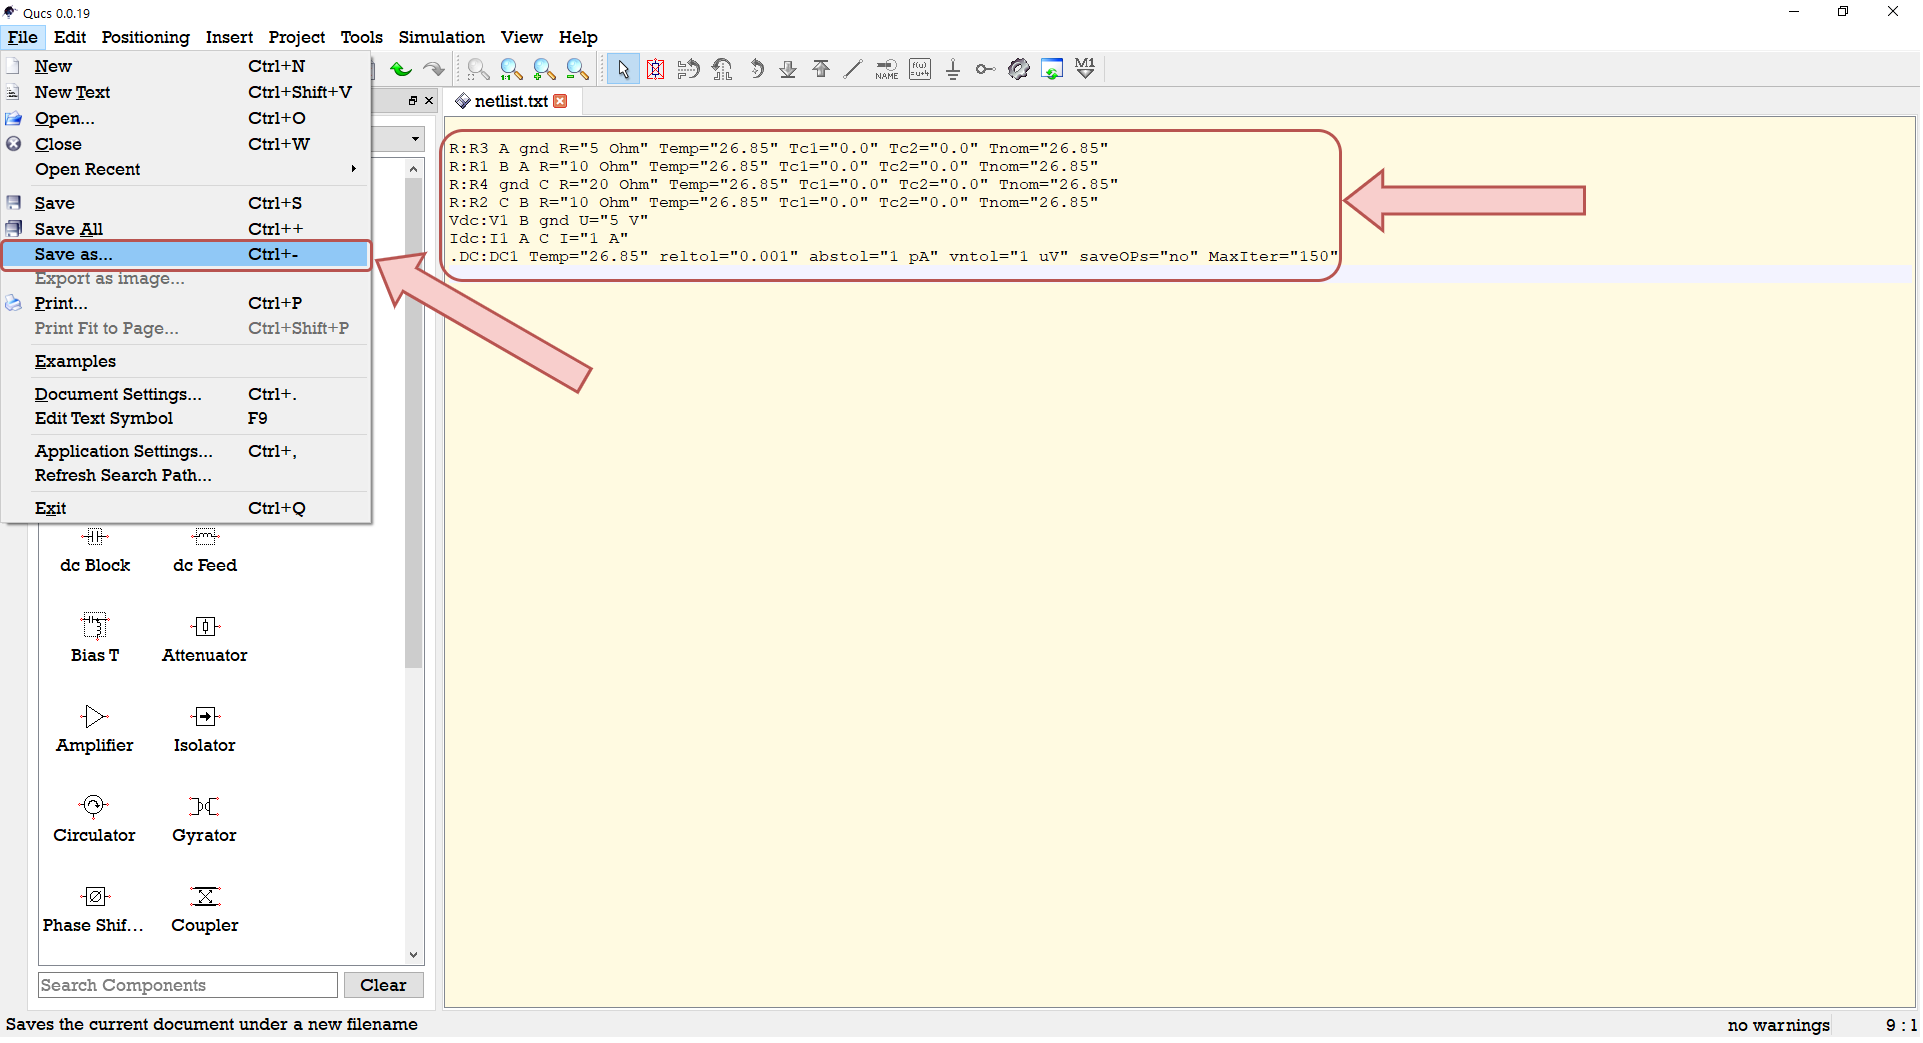 Qucs 0.0.19
File Edit Positioning Insert Project Tools Simulation View Help
New Ctrl+N
New Text Ctrl+Shift+V
Open... Ctrl+O
Close Ctrl+W
Open Recent
Save Ctrl+S
Save All Ctrl++
Save as... Ctrl+-
Export as image...
Print... Ctrl+P
Print Fit to Page... Ctrl+Shift+P
Examples
Document Settings... Ctrl+.
Edit Text Symbol F9
Application Settings... Ctrl+,
Refresh Search Path...
Exit Ctrl+Q
1:1
NAME
f(u)
=u+4
M1
netlist.txt
R:R3 A gnd R="5 Ohm" Temp="26.85" Tc1="0.0" Tc2="0.0" Tnom="26.85"
R:R1 B A R="10 Ohm" Temp="26.85" Tc1="0.0" Tc2="0.0" Tnom="26.85"
R:R4 gnd C R="20 Ohm" Temp="26.85" Tc1="0.0" Tc2="0.0" Tnom="26.85"
R:R2 C B R="10 Ohm" Temp="26.85" Tc1="0.0" Tc2="0.0" Tnom="26.85"
Vdc:V1 B gnd U="5 V"
Idc:I1 A C I="1 A"
.DC:DC1 Temp="26.85" reltol="0.001" abstol="1 pA" vntol="1 uV" saveOPs="no" MaxIter="150"
dc Block dc Feed
Bias T Attenuator
Amplifier Isolator
Circulator Gyrator
Phase Shif... Coupler
Search Components Clear
Saves the current document under a new filename
no warnings 9 : 1